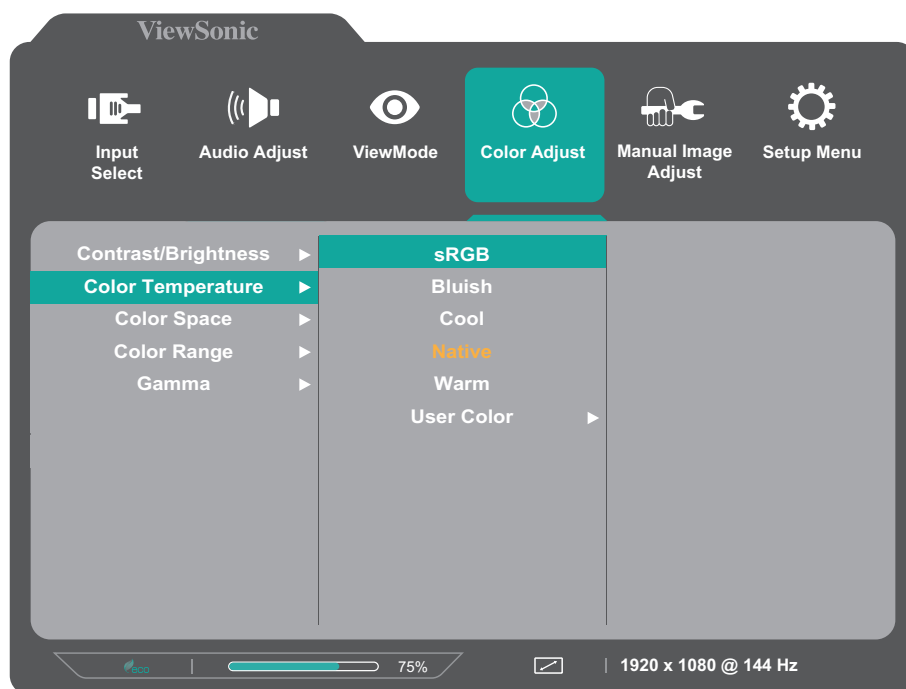 ViewSonic
Input
Select
Audio Adjust
ViewMode
Color Adjust
Manual Image
Adjust
Setup Menu
Contrast/Brightness
Color Temperature
Color Space
Color Range
Gamma
sRGB
Bluish
Cool
Native
Warm
User Color
eco
75%
1920 x 1080 @ 144 Hz